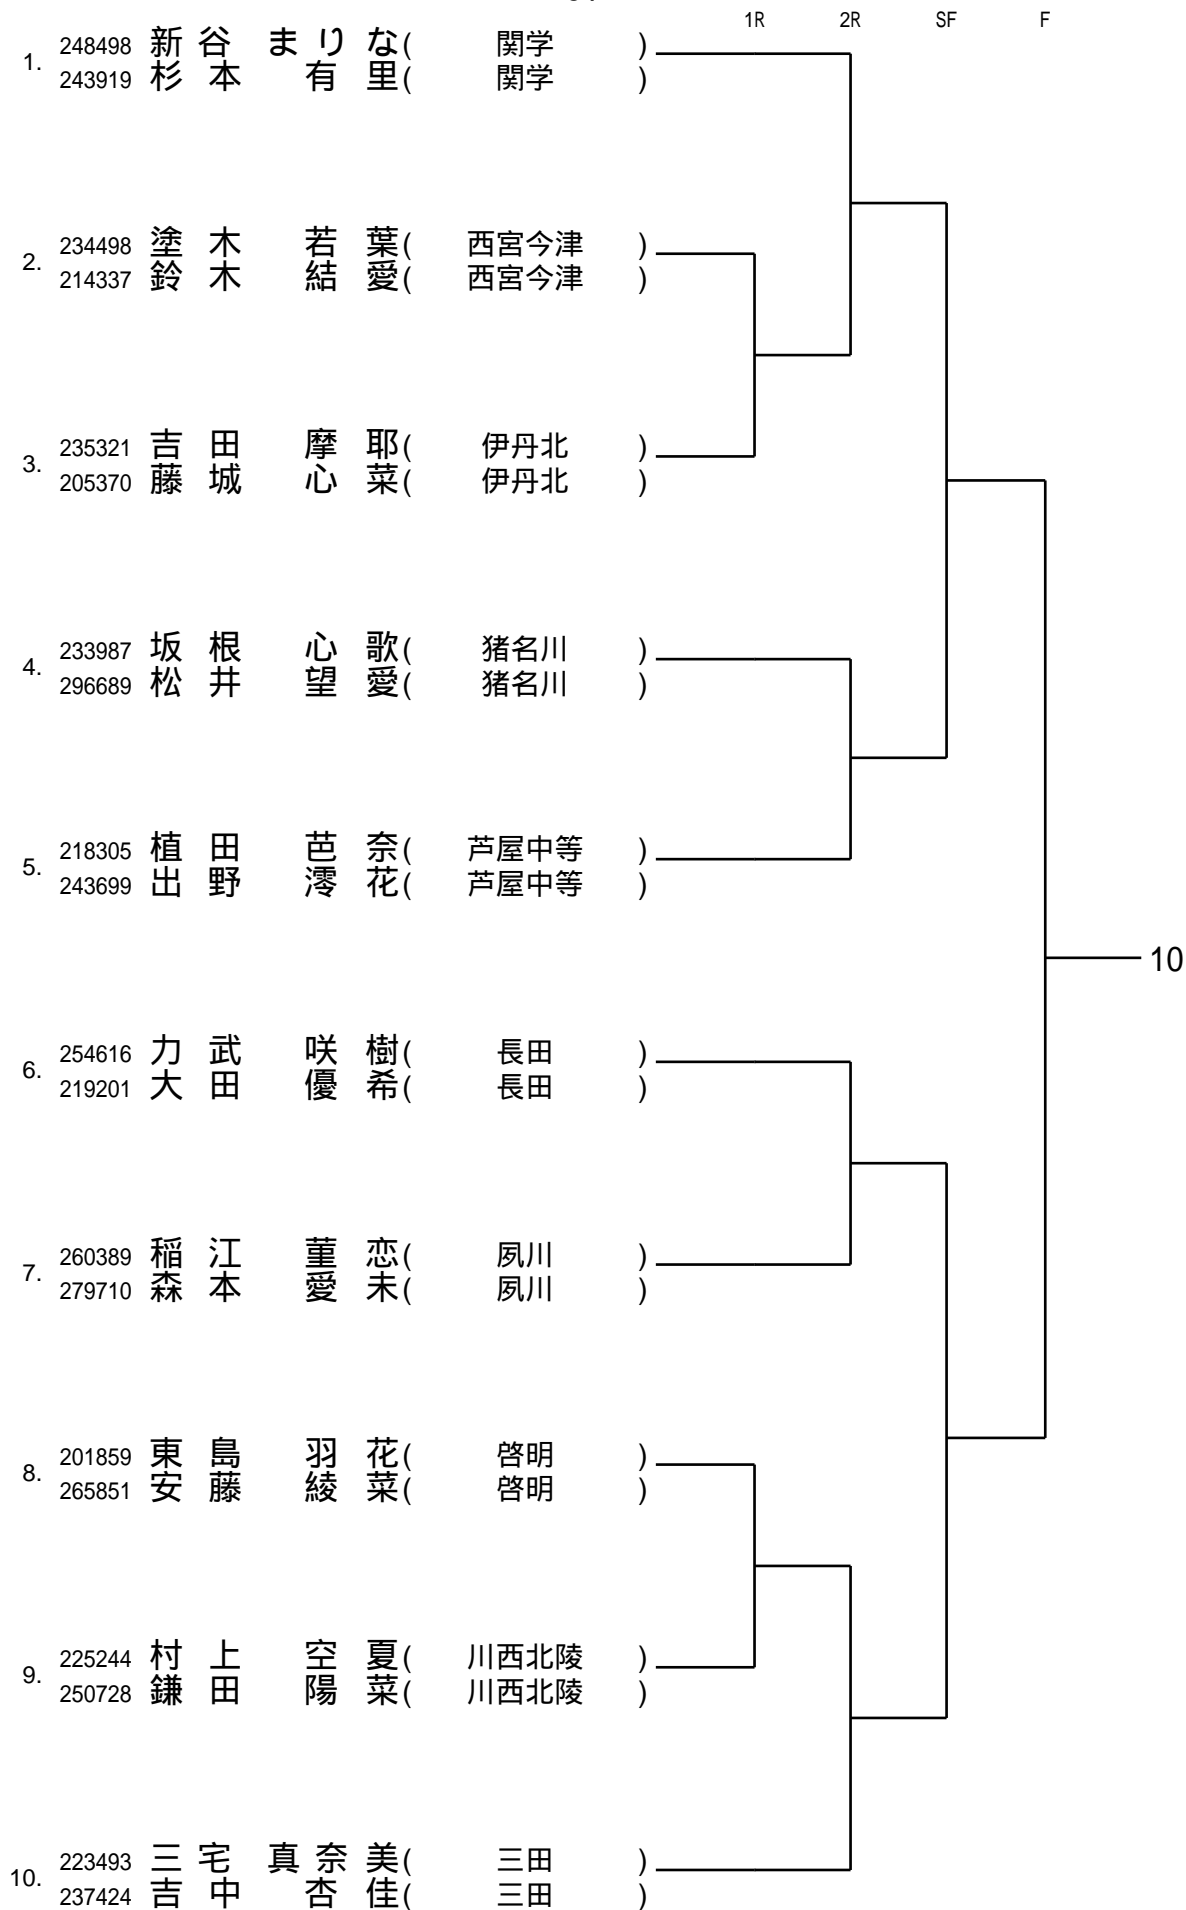 1R 2R SF F
1. 248498 新谷 まりな( 関学 )
243919 杉本 有里( 関学 )
2. 234498 塗木 若葉( 西宮今津 )
214337 鈴木 結愛( 西宮今津 )
3. 235321 吉田 摩耶( 伊丹北 )
205370 藤城 心菜( 伊丹北 )
4. 233987 坂根 心歌( 猪名川 )
296689 松井 望愛( 猪名川 )
5. 218305 植田 芭奈( 芦屋中等 )
243699 出野 澪花( 芦屋中等 )
10
6. 254616 力武 咲樹( 長田 )
219201 大田 優希( 長田 )
7. 260389 稲江 菫恋( 夙川 )
279710 森本 愛未( 夙川 )
8. 201859 東島 羽花( 啓明 )
265851 安藤 綾菜( 啓明 )
9. 225244 村上 空夏( 川西北陵 )
250728 鎌田 陽菜( 川西北陵 )
10. 223493 三宅 真奈美( 三田 )
237424 吉中 杏佳( 三田 )